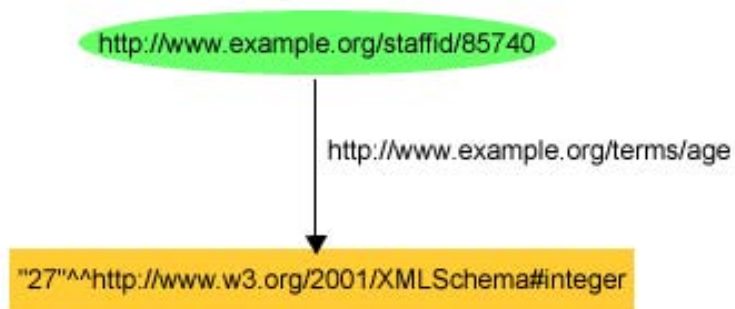 http://www.example.org/staffid/85740
http://www.example.org/terms/age
"27"^^http://www.w3.org/2001/XMLSchema#integer